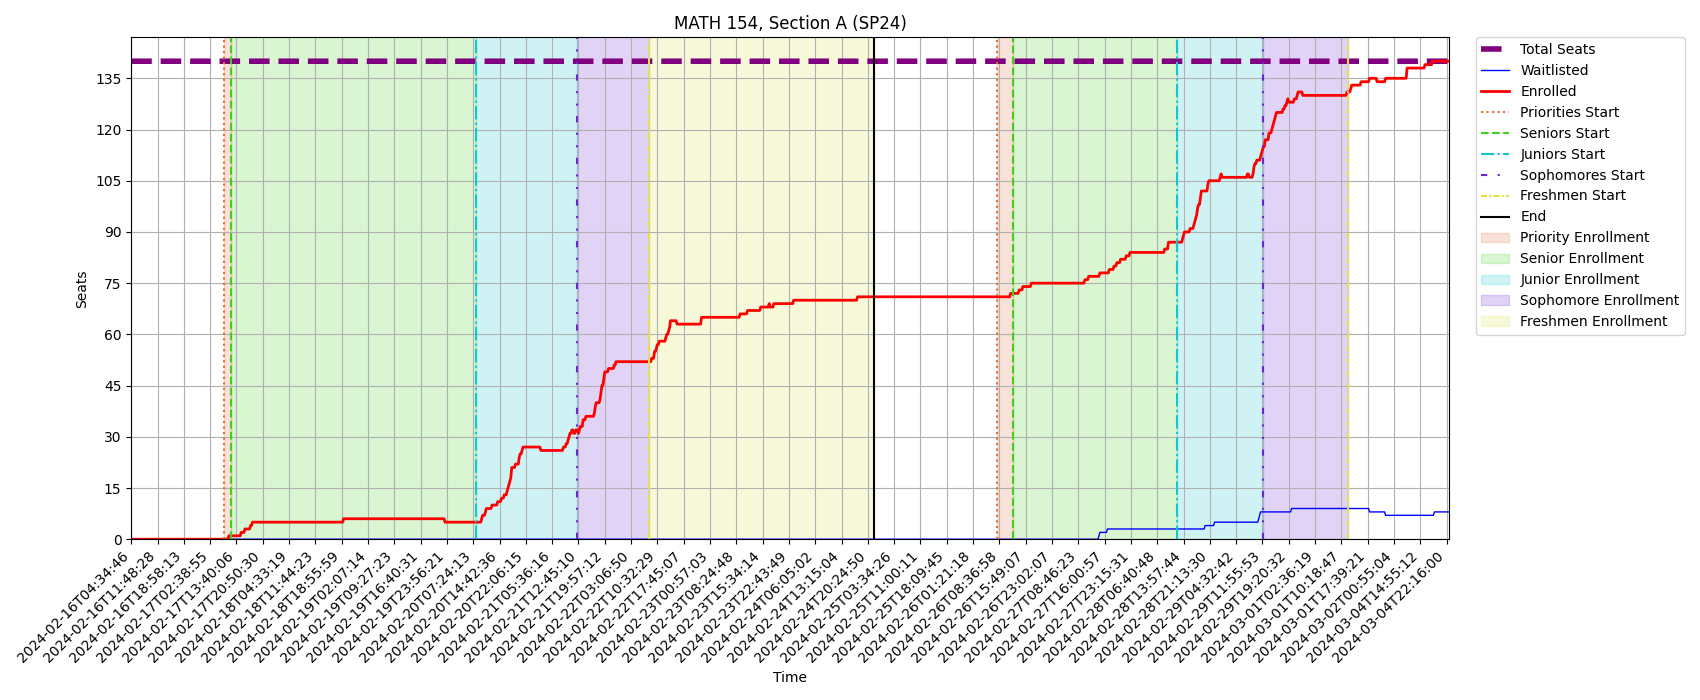 MATH 154, Section A (SP24)
Seats
135
120
105
90
75
60
45
30
15
0
2024-02-16T04:34:46
2024-02-16T11:48:28
2024-02-16T18:58:13
2024-02-17T02:38:55
2024-02-17T13:40:06
2024-02-17T20:50:30
2024-02-18T04:33:19
2024-02-18T11:44:23
2024-02-18T18:55:59
2024-02-19T02:07:14
2024-02-19T09:27:23
2024-02-19T16:40:31
2024-02-19T23:56:21
2024-02-20T07:24:13
2024-02-20T14:42:36
2024-02-20T22:06:15
2024-02-21T05:36:16
2024-02-21T12:45:10
2024-02-21T19:57:12
2024-02-22T03:06:50
2024-02-22T10:32:29
2024-02-22T17:45:07
2024-02-23T00:57:03
2024-02-23T08:24:48
2024-02-23T15:34:14
2024-02-23T22:43:49
2024-02-24T06:05:02
2024-02-24T13:15:04
2024-02-24T20:24:50
2024-02-25T03:34:26
2024-02-25T11:00:11
2024-02-25T18:09:45
2024-02-26T01:21:18
2024-02-26T08:36:58
2024-02-26T15:49:07
2024-02-26T23:02:07
2024-02-27T08:46:23
2024-02-27T16:00:57
2024-02-27T23:15:31
2024-02-28T06:40:48
2024-02-28T13:57:44
2024-02-28T21:13:30
2024-02-29T04:32:42
2024-02-29T11:55:53
2024-02-29T19:20:32
2024-03-01T02:36:19
2024-03-01T10:18:47
2024-03-01T17:39:21
2024-03-02T00:55:04
2024-03-04T14:55:12
2024-03-04T22:16:00
Time
Total Seats
Waitlisted
Enrolled
Priorities Start
Seniors Start
Juniors Start
Sophomores Start
Freshmen Start
End
Priority Enrollment
Senior Enrollment
Junior Enrollment
Sophomore Enrollment
Freshmen Enrollment